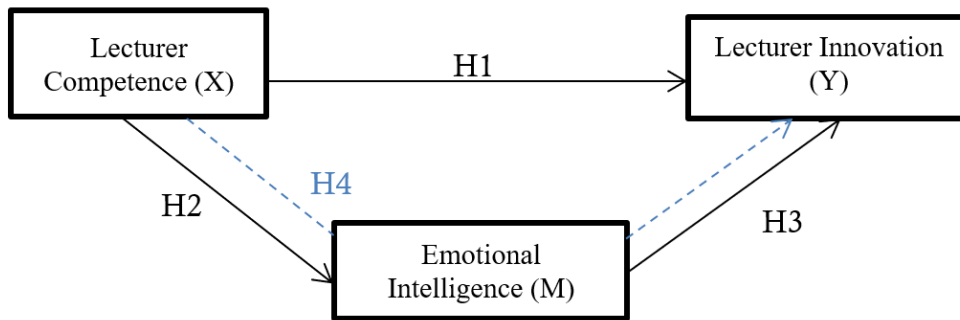 Lecturer
Competence (X)
H1
Lecturer Innovation
(Y)
H2
H4
H3
Emotional
Intelligence (M)